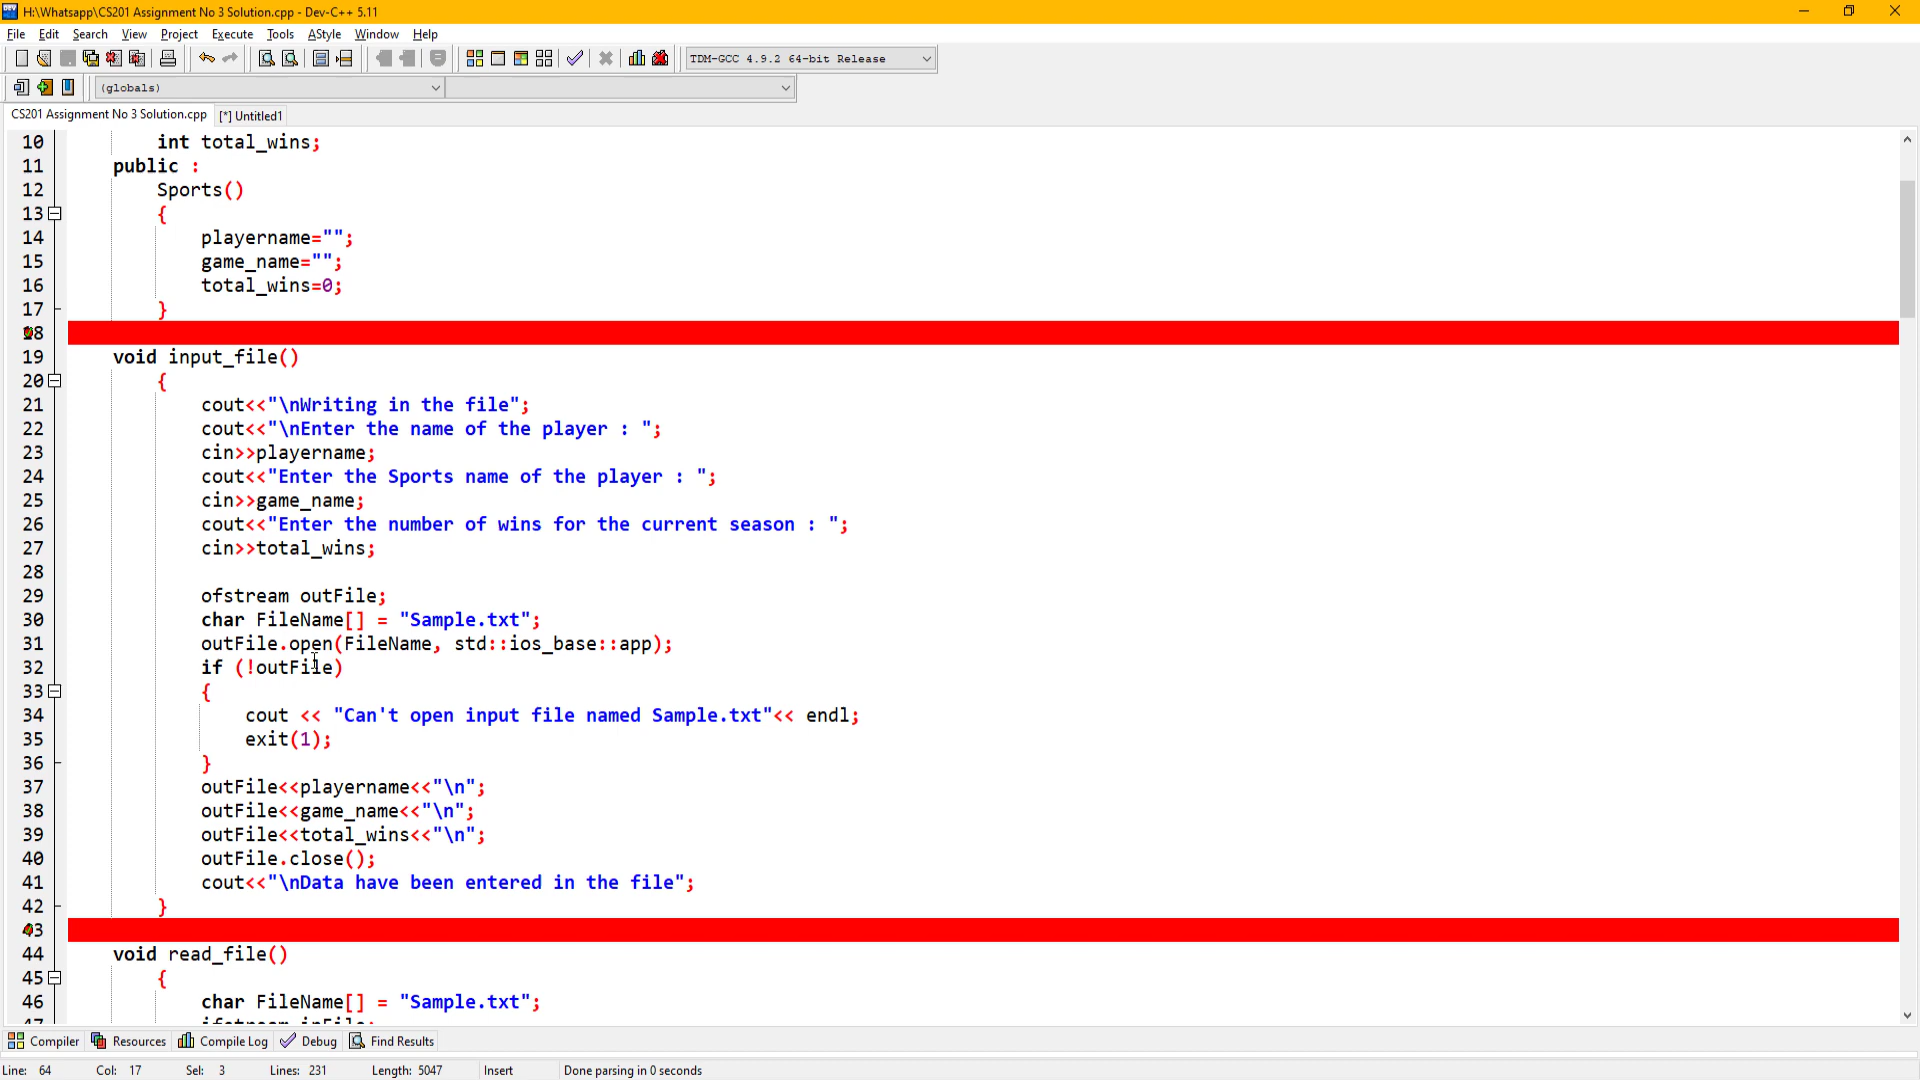 H:\Whatsapp\CS201 Assignment No 3 Solution.cpp - Dev-C++ 5.11
File Edit Search View Project Execute Tools AStyle Window Help
TDM-GCC 4.9.2 64-bit Release
(globals)
CS201 Assignment No 3 Solution.cpp [*] Untitled1
10 int total_wins;
11 public :
12 Sports()
13 {
14 playername="";
15 game_name="";
16 total_wins=0;
17 }
18
19 void input_file()
20 {
21 cout<<"\nWriting in the file";
22 cout<<"\nEnter the name of the player : ";
23 cin>>playername;
24 cout<<"Enter the Sports name of the player : ";
25 cin>>game_name;
26 cout<<"Enter the number of wins for the current season : ";
27 cin>>total_wins;
28
29 ofstream outFile;
30 char FileName[] = "Sample.txt";
31 outFile.open(FileName, std::ios_base::app);
32 if (!outFile)
33 {
34 cout << "Can't open input file named Sample.txt"<< endl;
35 exit(1);
36 }
37 outFile<<playername<<"\n";
38 outFile<<game_name<<"\n";
39 outFile<<total_wins<<"\n";
40 outFile.close();
41 cout<<"\nData have been entered in the file";
42 }
43
44 void read_file()
45 {
46 char FileName[] = "Sample.txt";
Compiler Resources Compile Log Debug Find Results
Line: 64 Col: 17 Sel: 3 Lines: 231 Length: 5047 Insert Done parsing in 0 seconds